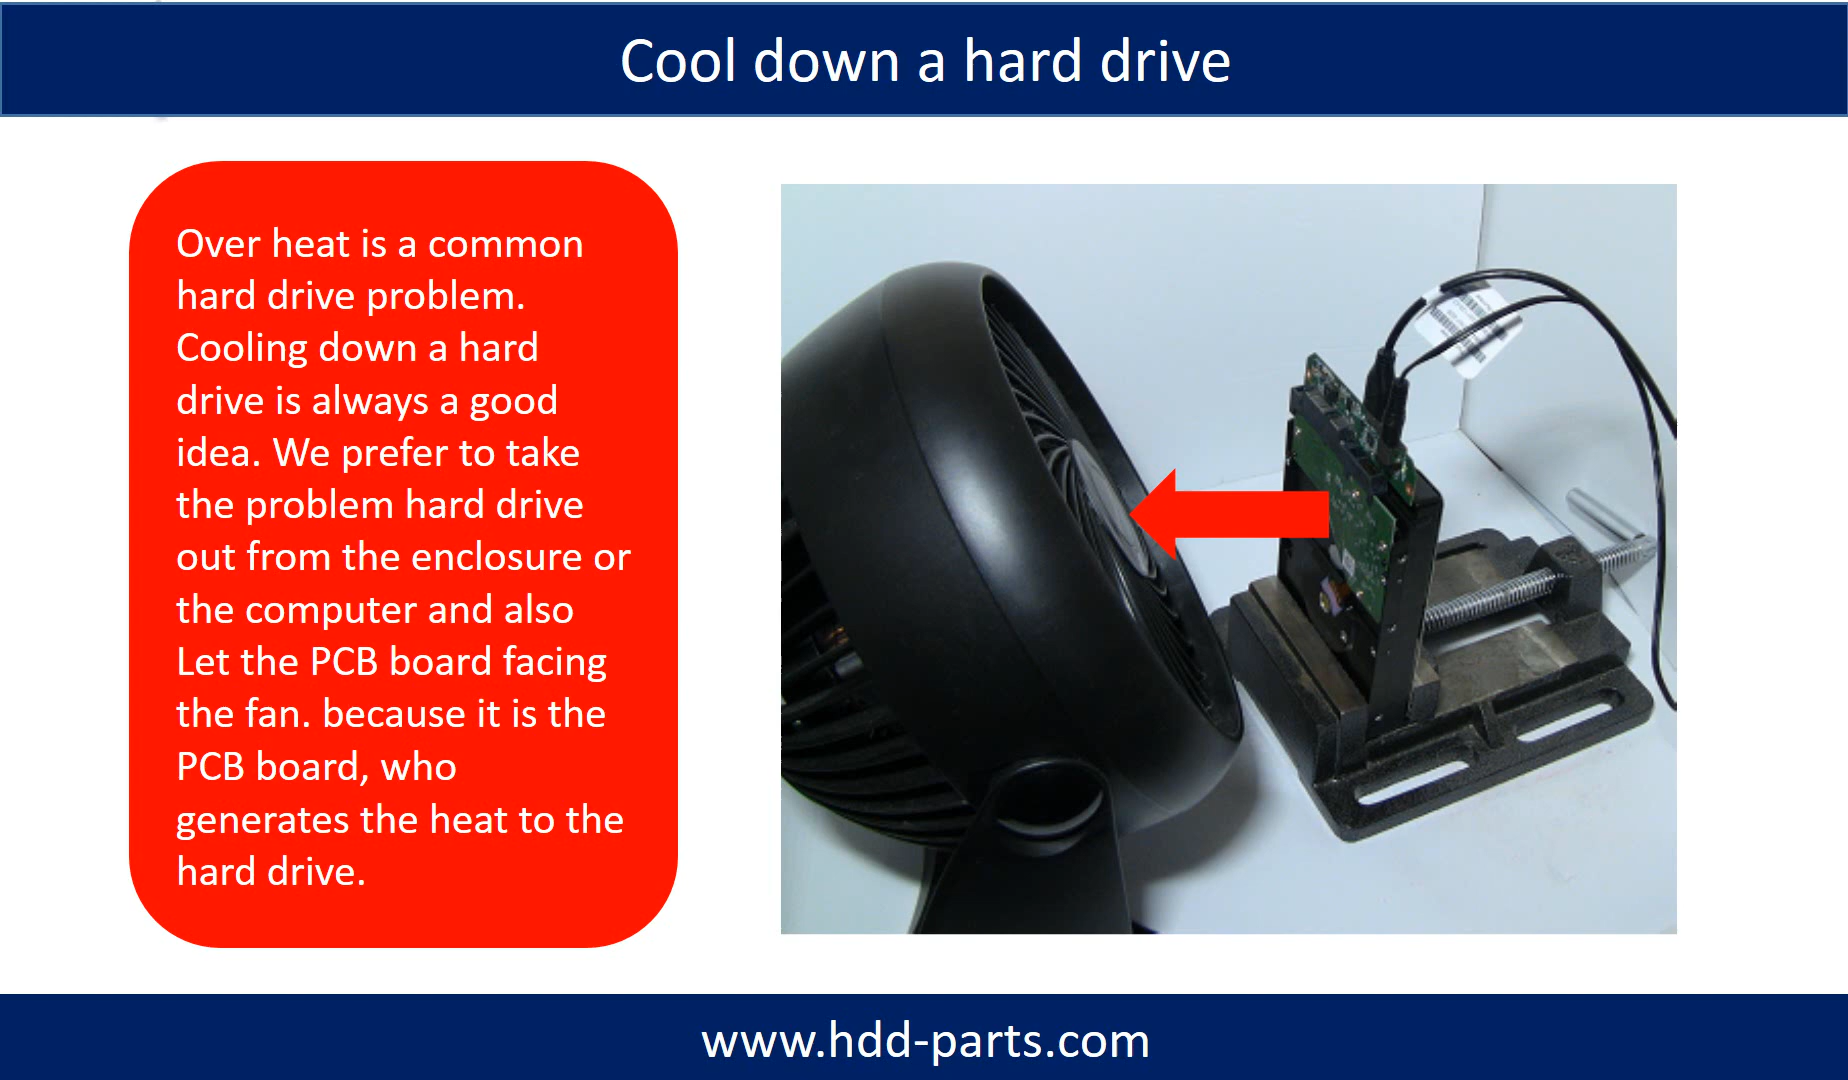 Cool down a hard drive
Over heat is a common
hard drive problem.
Cooling down a hard
drive is always a good
idea. We prefer to take
the problem hard drive
out from the enclosure or
the computer and also
Let the PCB board facing
the fan. because it is the
PCB board, who
generates the heat to the
hard drive.
www.hdd-parts.com